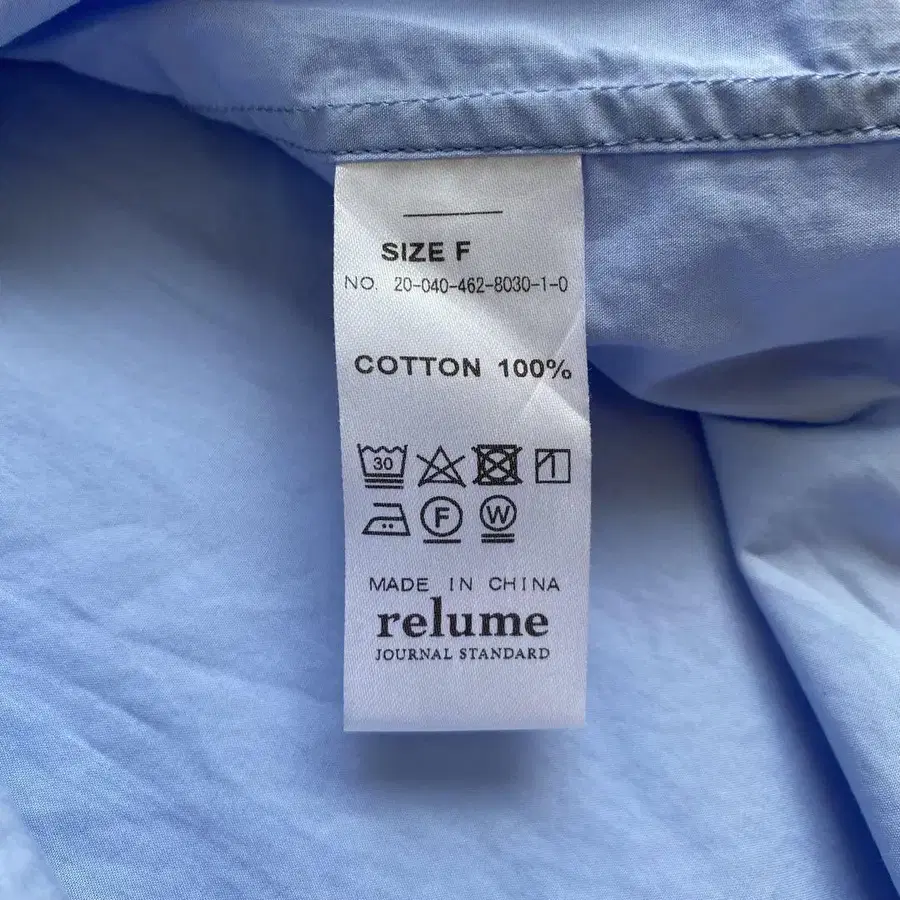 SIZE F
NO. 20-040-462-8030-1-0
COTTON 100%
30
F W
MADE IN CHINA
relume
JOURNAL STANDARD